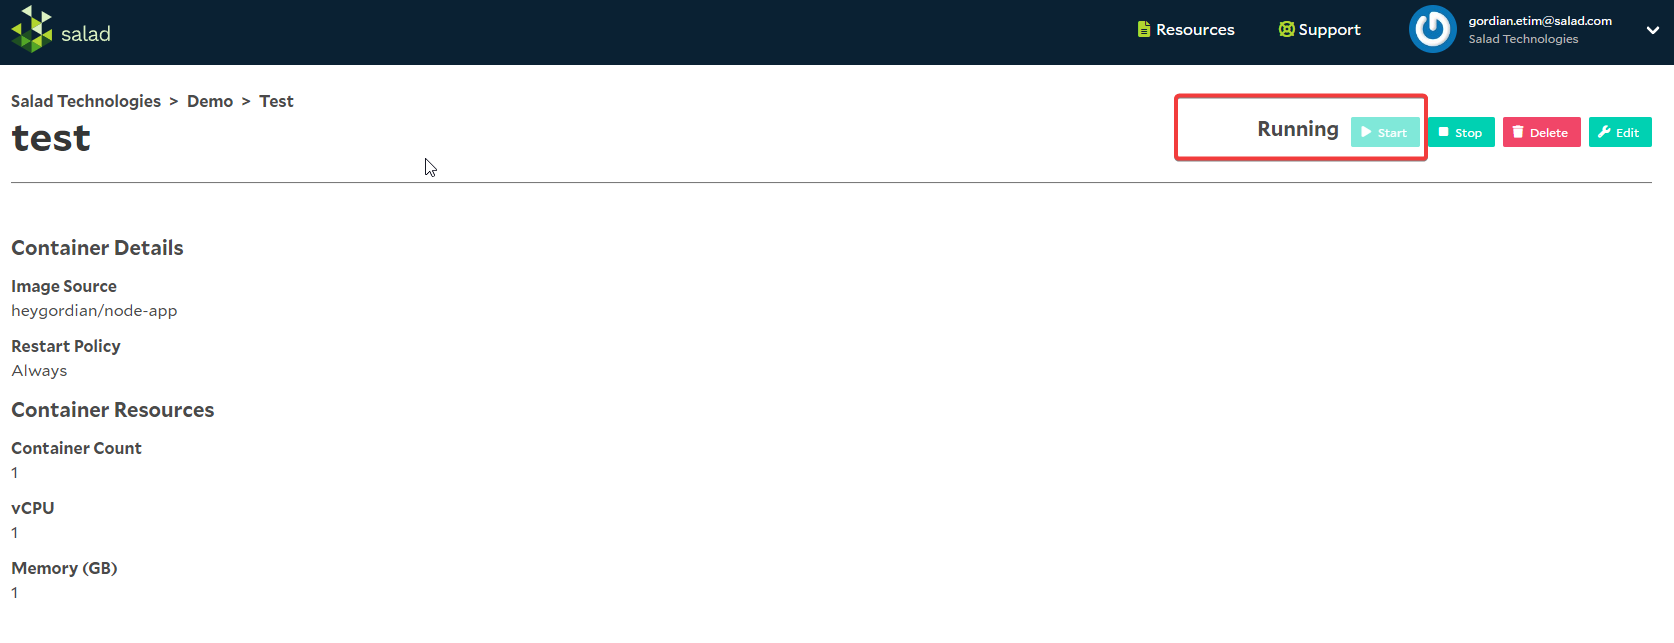 salad
Resources
Support
gordian.etim@salad.com
Salad Technologies
Salad Technologies > Demo > Test
test
Running
Start
Stop
Delete
Edit
Container Details
Image Source
heygordian/node-app
Restart Policy
Always
Container Resources
Container Count
1
vCPU
1
Memory (GB)
1